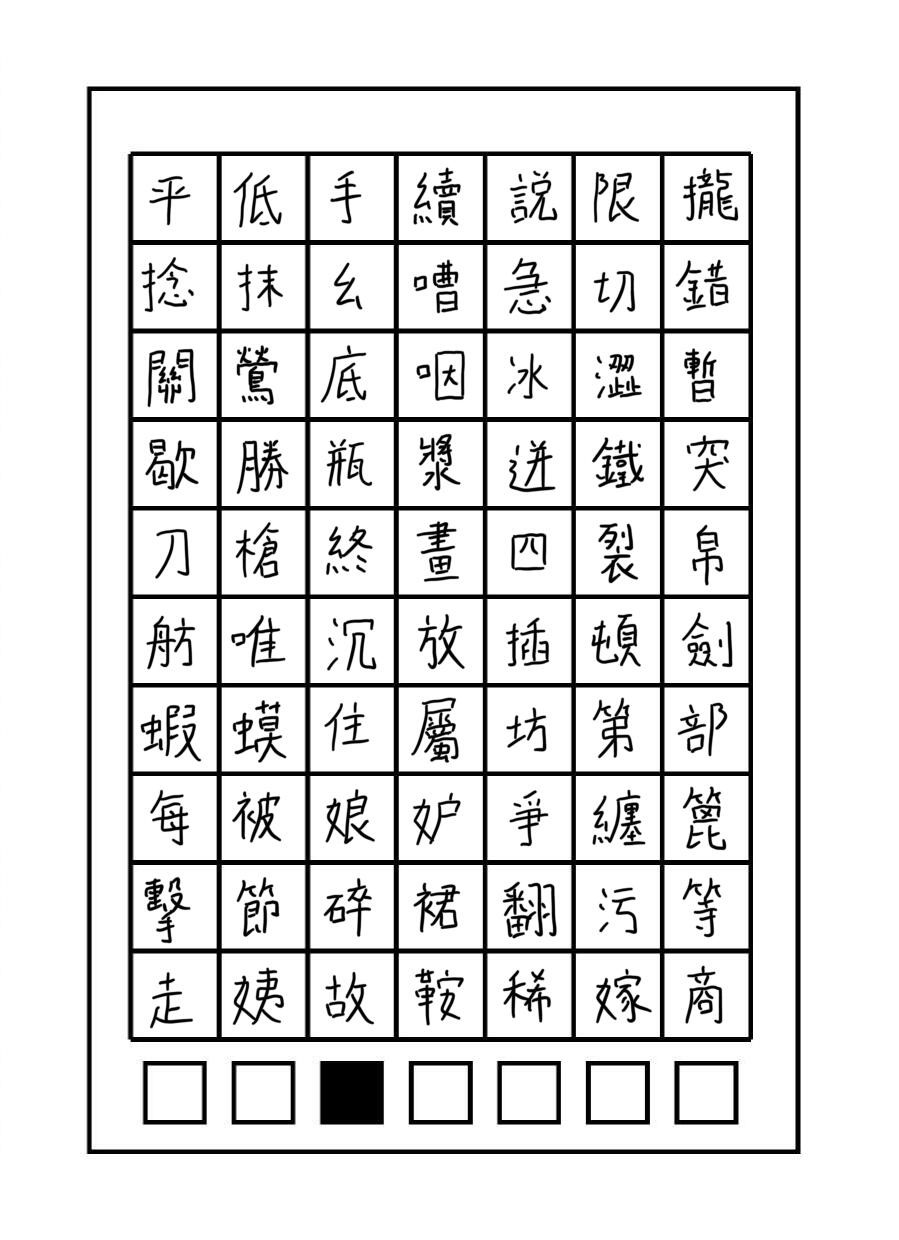 平低手續説限攏
捻抹幺嘈急切錯
關鶯底咽冰澀暫
歇勝瓶漿迸鐵突
刀槍終畫四裂帛
舫唯沉放插頓劍
蝦蟆住屬坊第部
每被娘妒爭纏篦
擊節碎裙翻污等
走姨故鞍稀嫁商